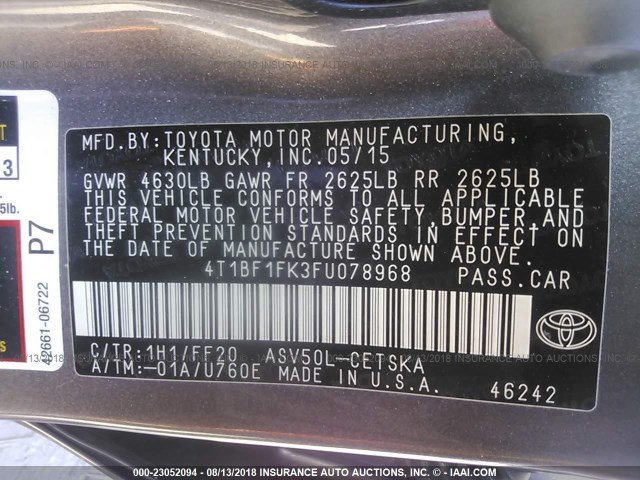 MFD.BY:TOYOTA MOTOR MANUFACTURING,
KENTUCKY,INC.05/15
GVWR 4630LB GAWR FR 2625LB RR 2625LB
THIS VEHICLE CONFORMS TO ALL APPLICABLE
FEDERAL MOTOR VEHICLE SAFETY,BUMPER,AND
THEFT PREVENTION STANDARDS IN EFFECT ON
THE DATE OF MANUFACTURE SHOWN ABOVE.
4T1BF1FK3FU078968 PASS.CAR
C/TR:1H1/FF20 ASV50L-CETSKA
A/TM:-01A/U760E MADE IN U.S.A.
46242
3
5lb.
P7
42661-06722
000-23052094 - 08/13/2018 INSURANCE AUTO AUCTIONS INC. - © IAAI.COM